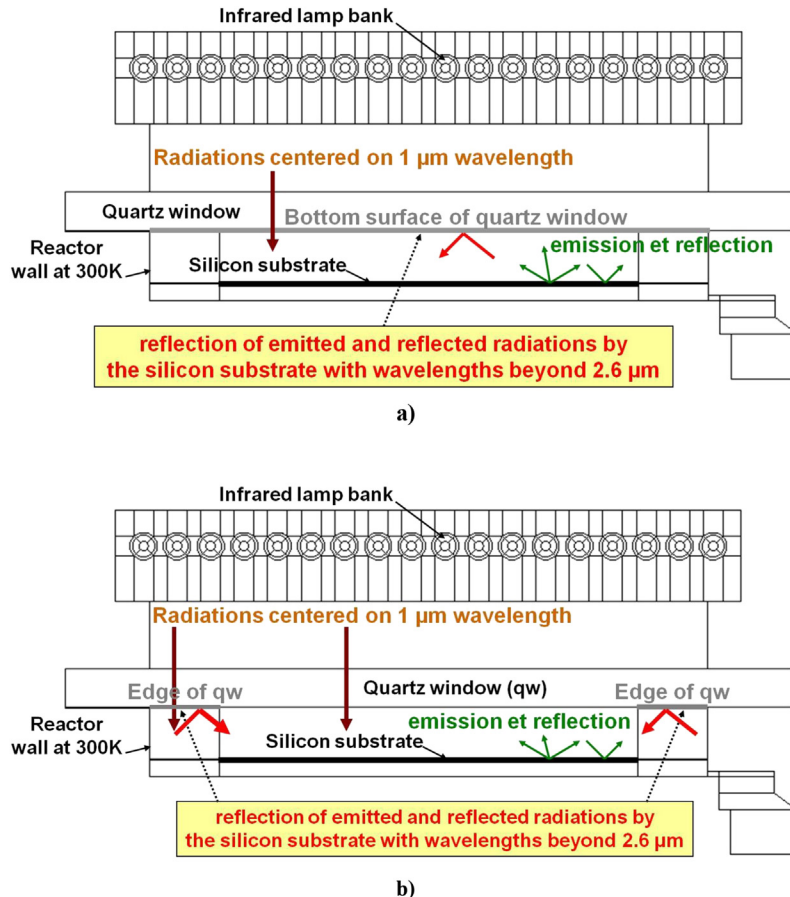 Infrared lamp bank
Radiations centered on 1 µm wavelength
Quartz window
Bottom surface of quartz window
Reactor
wall at 300K
Silicon substrate
emission et reflection
reflection of emitted and reflected radiations by
the silicon substrate with wavelengths beyond 2.6 µm
a)
Infrared lamp bank
Radiations centered on 1 µm wavelength
Edge of qw
Quartz window (qw)
Edge of qw
Reactor
wall at 300K
Silicon substrate
emission et reflection
reflection of emitted and reflected radiations by
the silicon substrate with wavelengths beyond 2.6 µm
b)